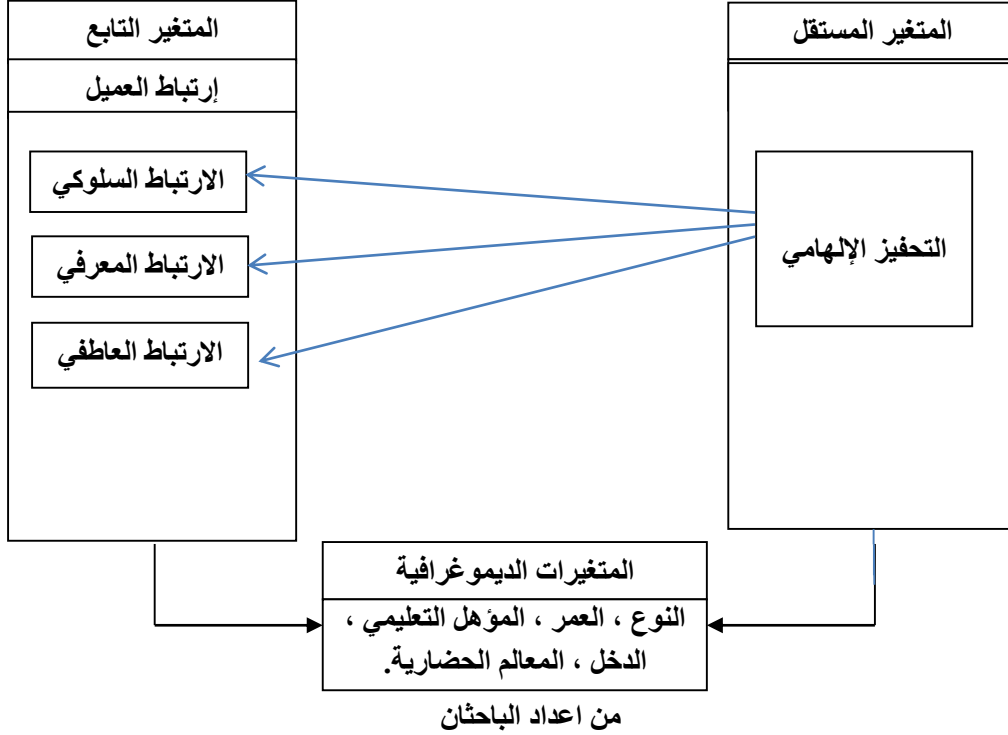 المتغير المستقل
التحفيز الإلهامي
المتغير التابع
إرتباط العميل
الارتباط السلوكي
الارتباط المعرفي
الارتباط العاطفي
المتغيرات الديموغرافية
النوع ، العمر ، المؤهل التعليمي ،
الدخل ، المعالم الحضارية.
من اعداد الباحثان